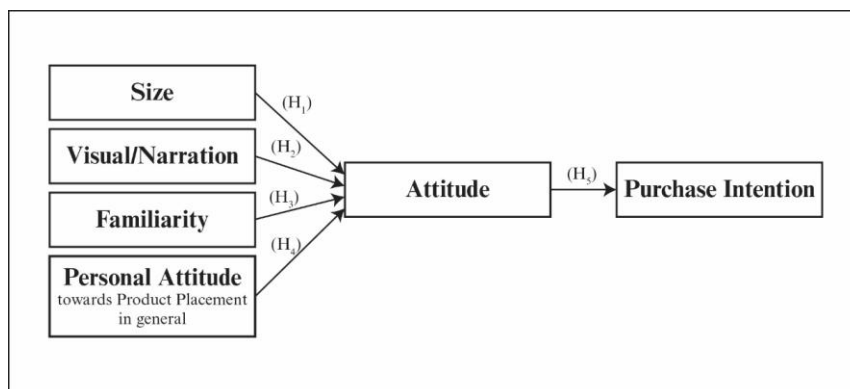 Size
(H₁)
Visual/Narration
(H₂)
Attitude
(H₅)
Purchase Intention
Familiarity
(H₃)
(H₄)
Personal Attitude
towards Product Placement
in general